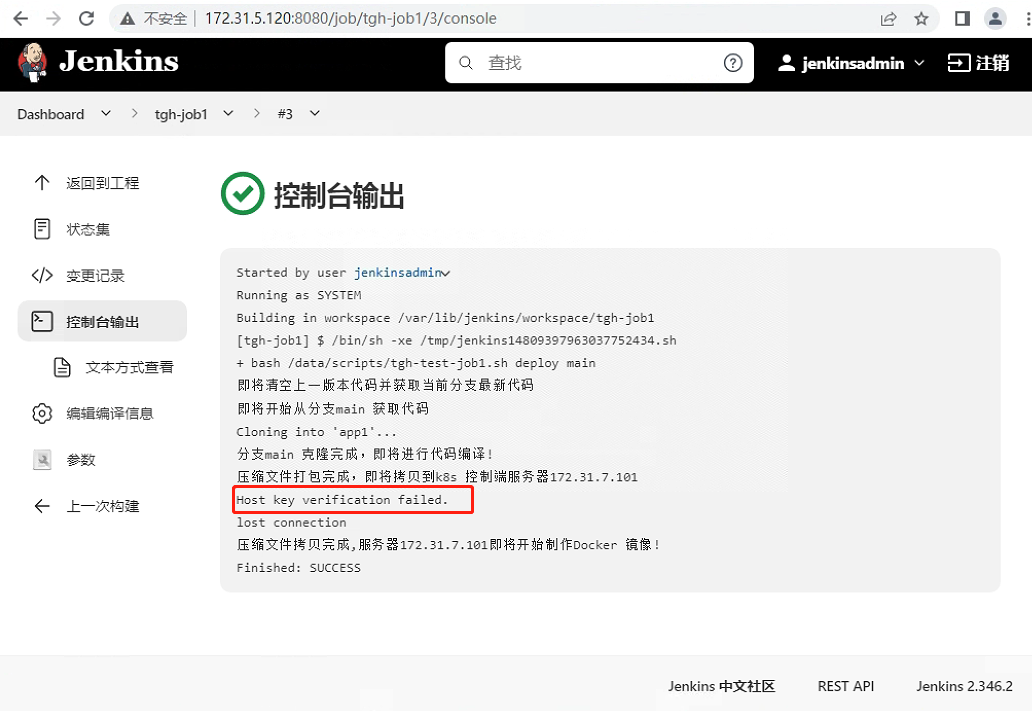 不安全 172.31.5.120:8080/job/tgh-job1/3/console
Jenkins
查找
jenkinsadmin
注销
Dashboard
tgh-job1
#3
返回到工程
状态集
变更记录
控制台输出
文本方式查看
编辑编译信息
参数
上一次构建
控制台输出
Started by user jenkinsadmin
Running as SYSTEM
Building in workspace /var/lib/jenkins/workspace/tgh-job1
[tgh-job1] $ /bin/sh -xe /tmp/jenkins14809397963037752434.sh
+ bash /data/scripts/tgh-test-job1.sh deploy main
即将清空上一版本代码并获取当前分支最新代码
即将开始从分支main 获取代码
Cloning into 'app1'...
分支main 克隆完成，即将进行代码编译!
压缩文件打包完成，即将拷贝到k8s 控制端服务器172.31.7.101
Host key verification failed.
lost connection
压缩文件拷贝完成,服务器172.31.7.101即将开始制作Docker 镜像!
Finished: SUCCESS
Jenkins 中文社区
REST API
Jenkins 2.346.2